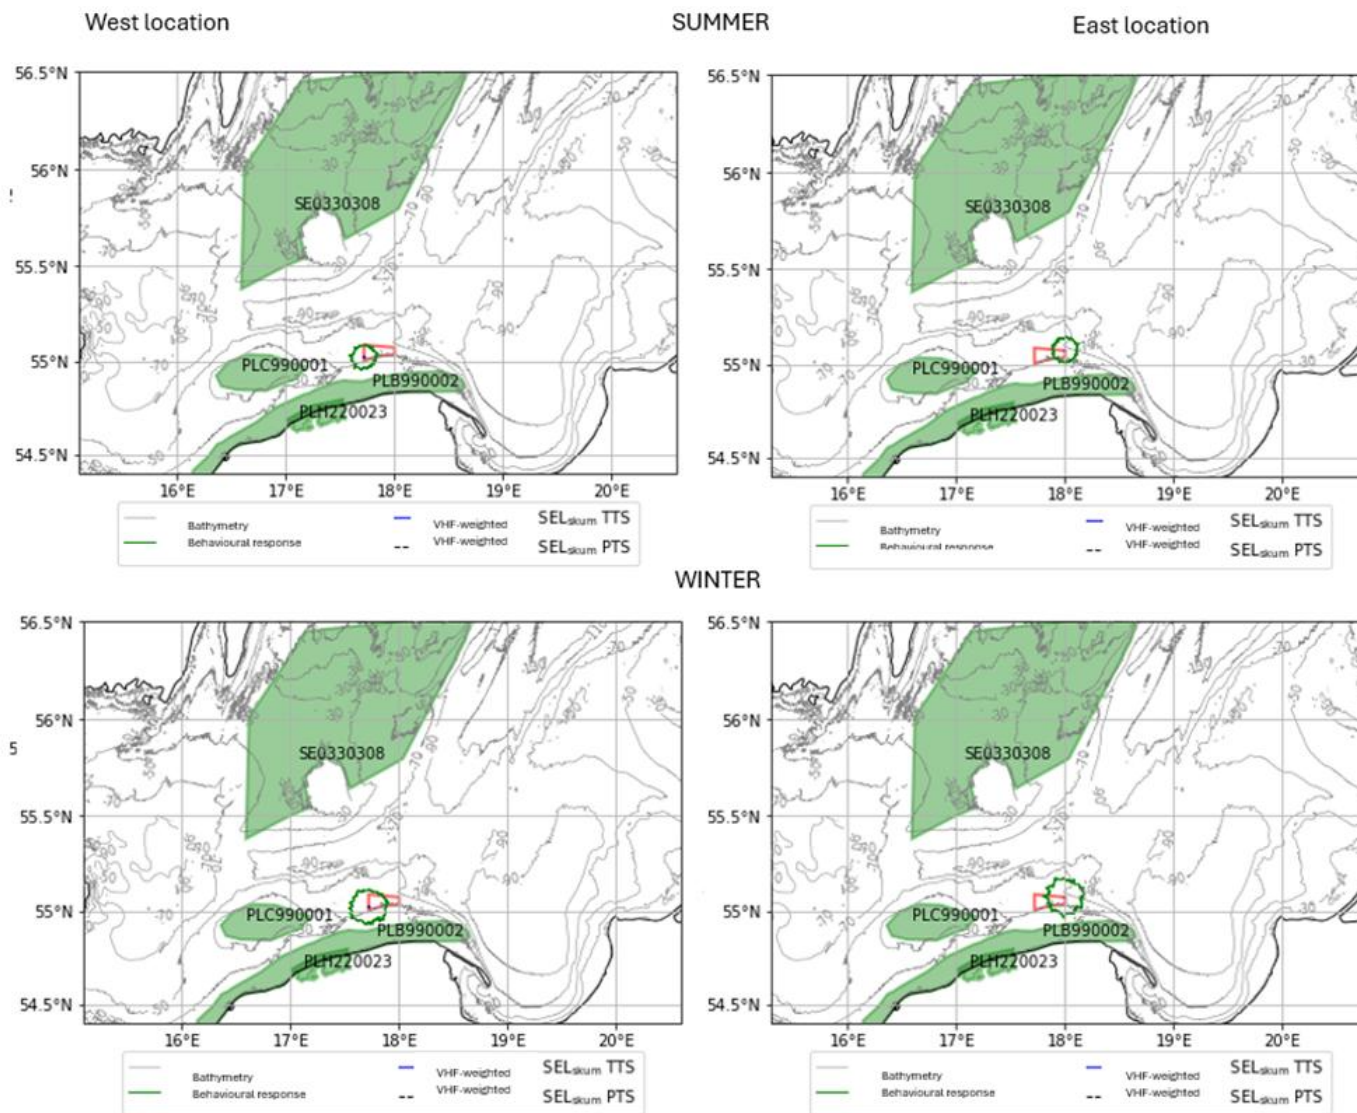 West location SUMMER East location
56.5°N 56.5°N
56°N 56°N
SE0330308 SE0330308
55.5°N 55.5°N
55°N PLC990001 55°N PLC990001
PLB990002 PLB990002
PLH220023 PLH220023
54.5°N 54.5°N
16°E 17°E 18°E 19°E 20°E 16°E 17°E 18°E 19°E 20°E
Bathymetry VHF-weighted SELskum TTS Bathymetry VHF-weighted SELskum TTS
Behavioural response VHF-weighted SELskum PTS Behavioural response VHF-weighted SELskum PTS
WINTER
56.5°N 56.5°N
56°N 56°N
SE0330308 SE0330308
55.5°N 55.5°N
55°N PLC990001 55°N PLC990001
PLB990002 PLB990002
PLH220023 PLH220023
54.5°N 54.5°N
16°E 17°E 18°E 19°E 20°E 16°E 17°E 18°E 19°E 20°E
Bathymetry VHF-weighted SELskum TTS Bathymetry VHF-weighted SELskum TTS
Behavioural response VHF-weighted SELskum PTS Behavioural response VHF-weighted SELskum PTS